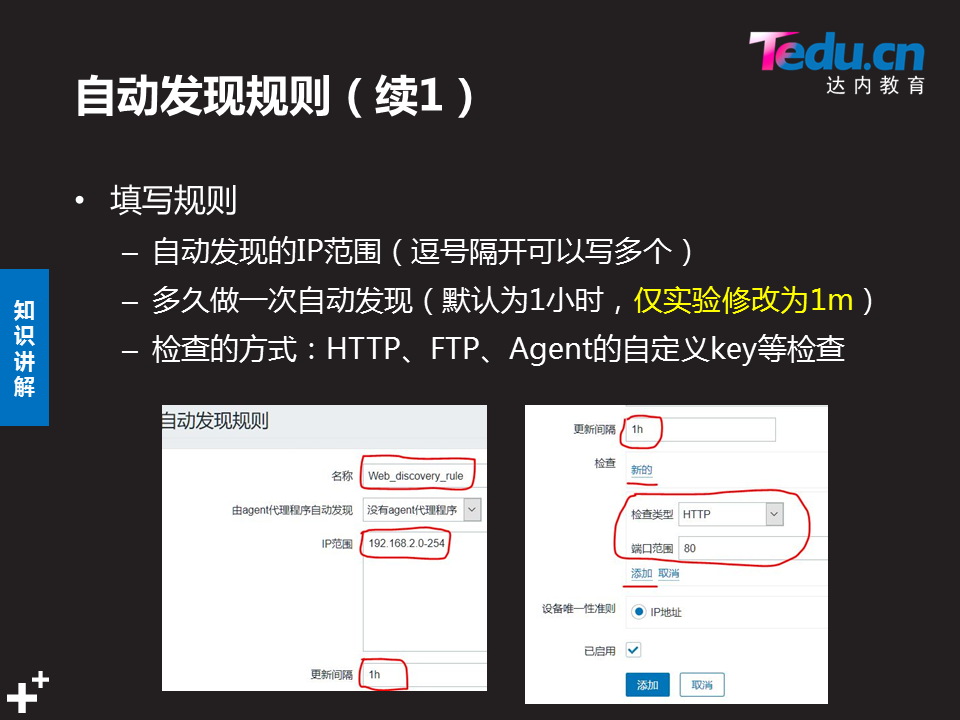 Tedu.cn
达内教育
自动发现规则（续1）
• 填写规则
– 自动发现的IP范围（逗号隔开可以写多个）
– 多久做一次自动发现（默认为1小时，仅实验修改为1m）
– 检查的方式：HTTP、FTP、Agent的自定义key等检查
知识讲解
自动发现规则
名称 Web_discovery_rule
由agent代理程序自动发现 没有agent代理程序
IP范围 192.168.2.0-254
更新间隔 1h
更新间隔 1h
检查 新的
检查类型 HTTP
端口范围 80
添加 取消
设备唯一性准则 IP地址
已启用
添加 取消